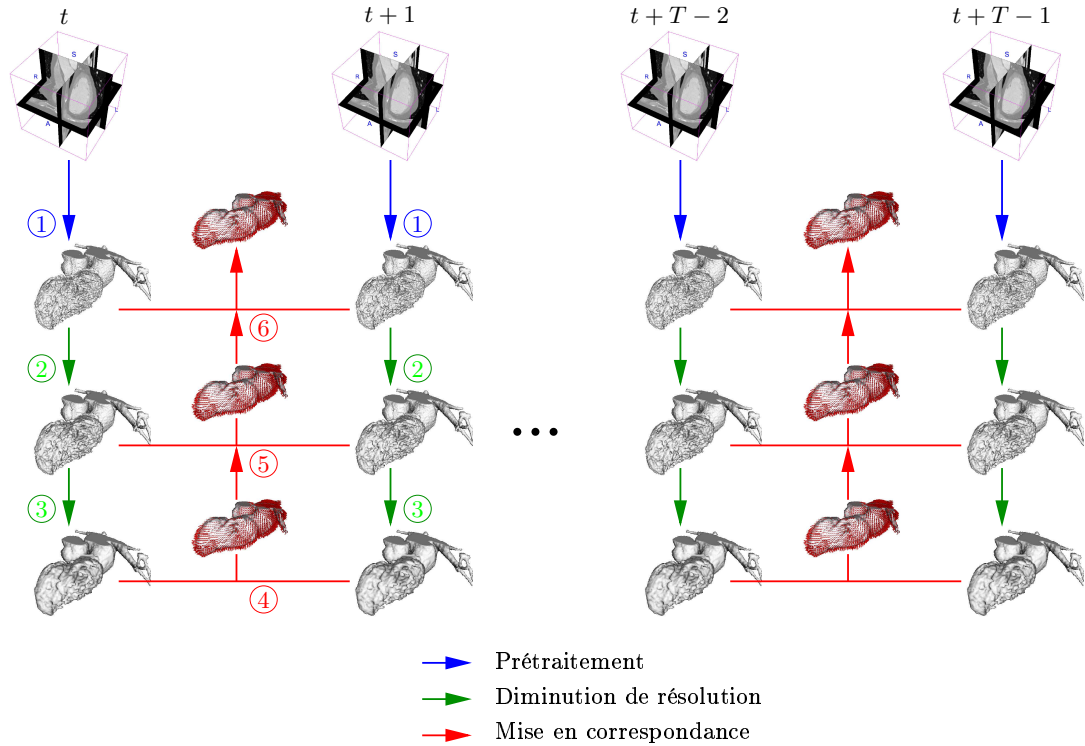 t t + 1 t + T − 2 t + T − 1
S S S S
R R R R
L L L L
A A A A
① ①
⑥
② ②
...
⑤
③ ③
④
Prétraitement
Diminution de résolution
Mise en correspondance